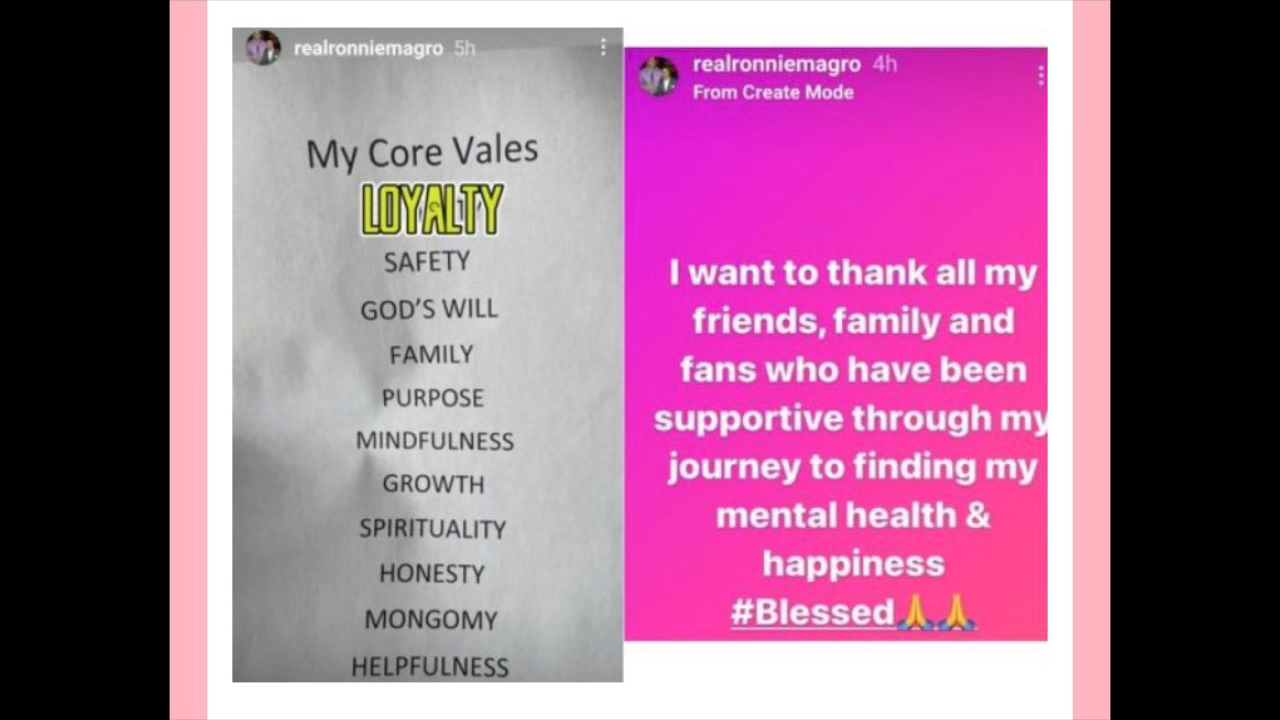 realronniemagro 5h
My Core Vales
LOYALTY
SAFETY
GOD'S WILL
FAMILY
PURPOSE
MINDFULNESS
GROWTH
SPIRITUALITY
HONESTY
MONGOMY
HELPFULNESS
realronniemagro 4h
From Create Mode
I want to thank all my
friends, family and
fans who have been
supportive through my
journey to finding my
mental health &
happiness
#Blessed🙏🙏